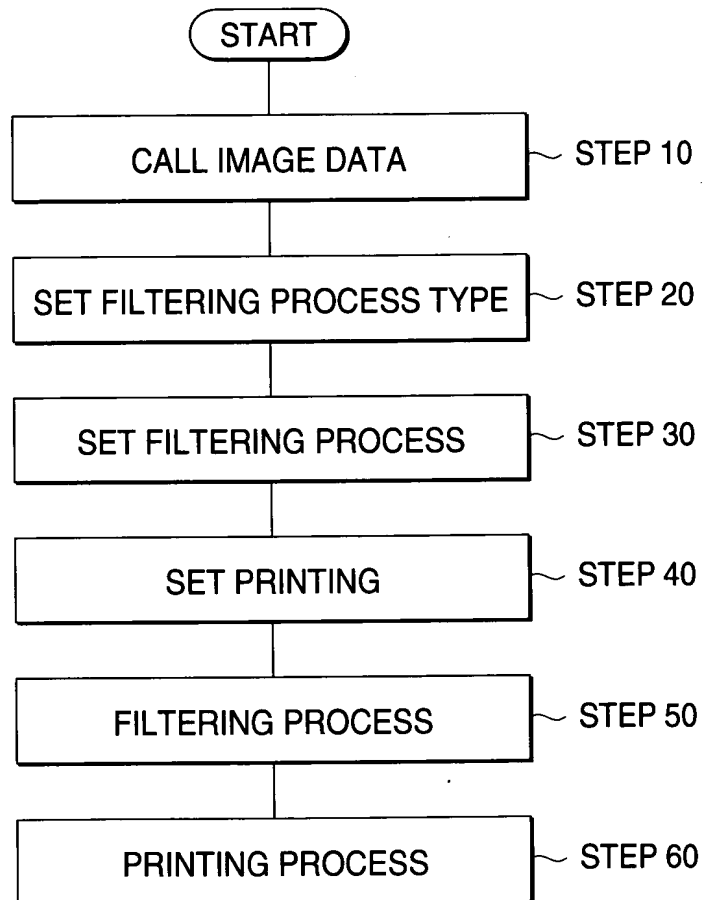 START
CALL IMAGE DATA
STEP 10
SET FILTERING PROCESS TYPE
STEP 20
SET FILTERING PROCESS
STEP 30
SET PRINTING
STEP 40
FILTERING PROCESS
STEP 50
PRINTING PROCESS
STEP 60